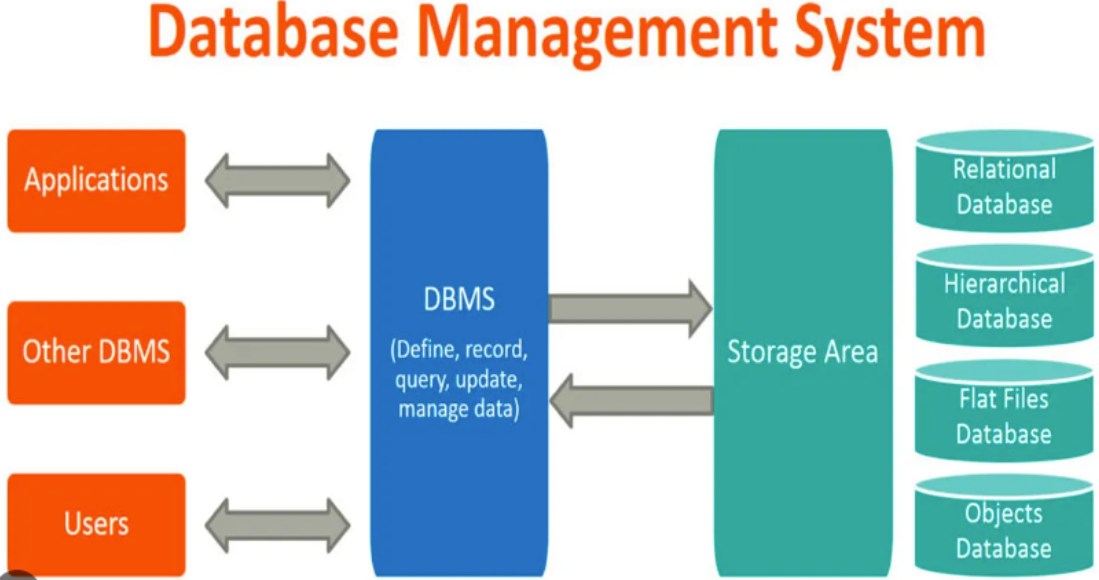 Database Management System
Applications
Other DBMS
Users
DBMS
(Define, record,
query, update,
manage data)
Storage Area
Relational
Database
Hierarchical
Database
Flat Files
Database
Objects
Database